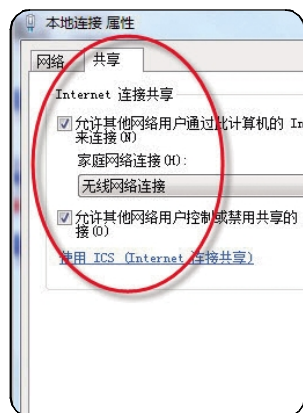 本地连接 属性
网络 共享
Internet 连接共享
允许其他网络用户通过此计算机的 In
来连接(N)
家庭网络连接(H):
无线网络连接
允许其他网络用户控制或禁用共享的
接(O)
使用 ICS (Internet 连接共享)